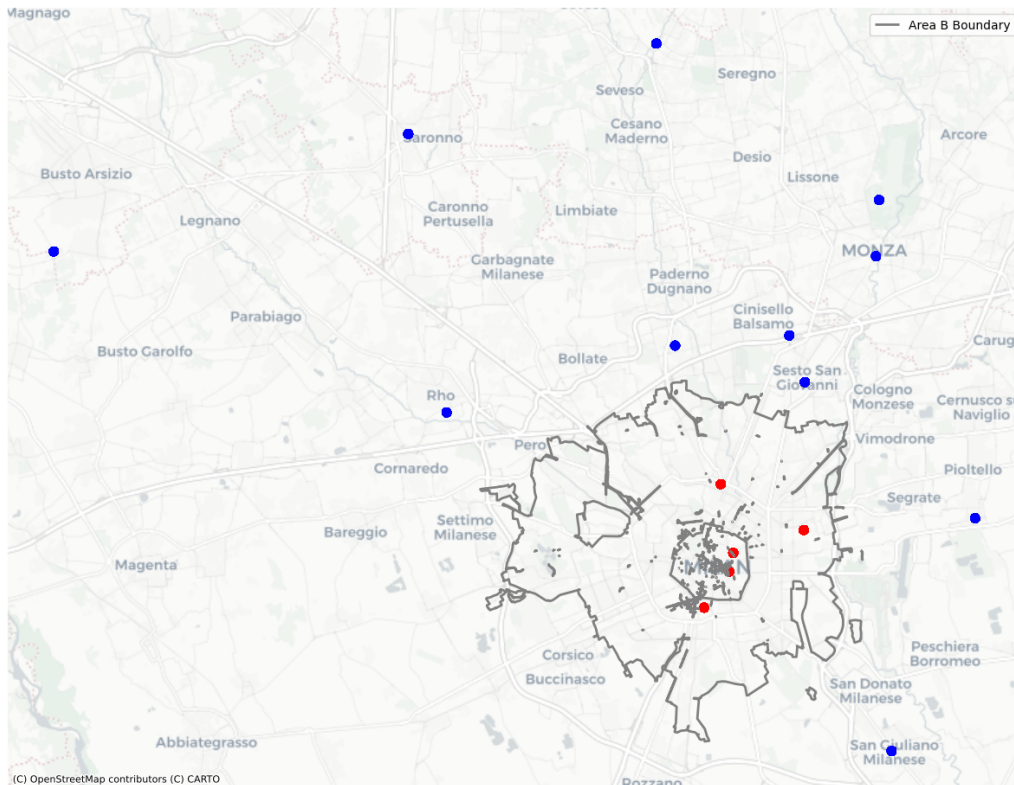 Magnago
Area B Boundary
Seregno
Seveso
Cesano
Maderno
Arcore
Desio
Busto Arsizio
Lissone
Legnano
Caronno
Pertusella
Limbiate
MONZA
Garbagnate
Milanese
Paderno
Dugnano
Cinisello
Balsamo
Parabiago
Busto Garolfo
Bollate
Sesto San
Giovanni
Rho
Cologno
Monzese
Cernusco su
Naviglio
Pero
Vimodrone
Cornaredo
Pioltello
Segrate
Settimo
Milanese
Bareggio
Magenta
Corsico
Buccinasco
Peschiera
Borromeo
San Donato
Milanese
Abbiategrasso
San Giuliano
Milanese
(C) OpenStreetMap contributors (C) CARTO